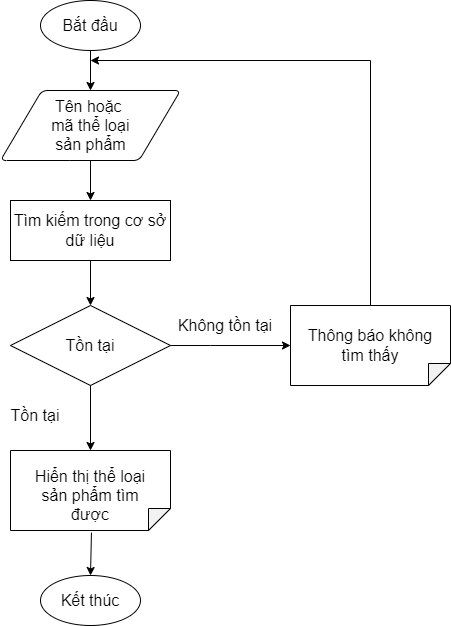 Bắt đầu
Tên hoặc
mã thể loại
sản phẩm
Tìm kiếm trong cơ sở
dữ liệu
Tồn tại
Không tồn tại
Thông báo không
tìm thấy
Tồn tại
Hiển thị thể loại
sản phẩm tìm
được
Kết thúc